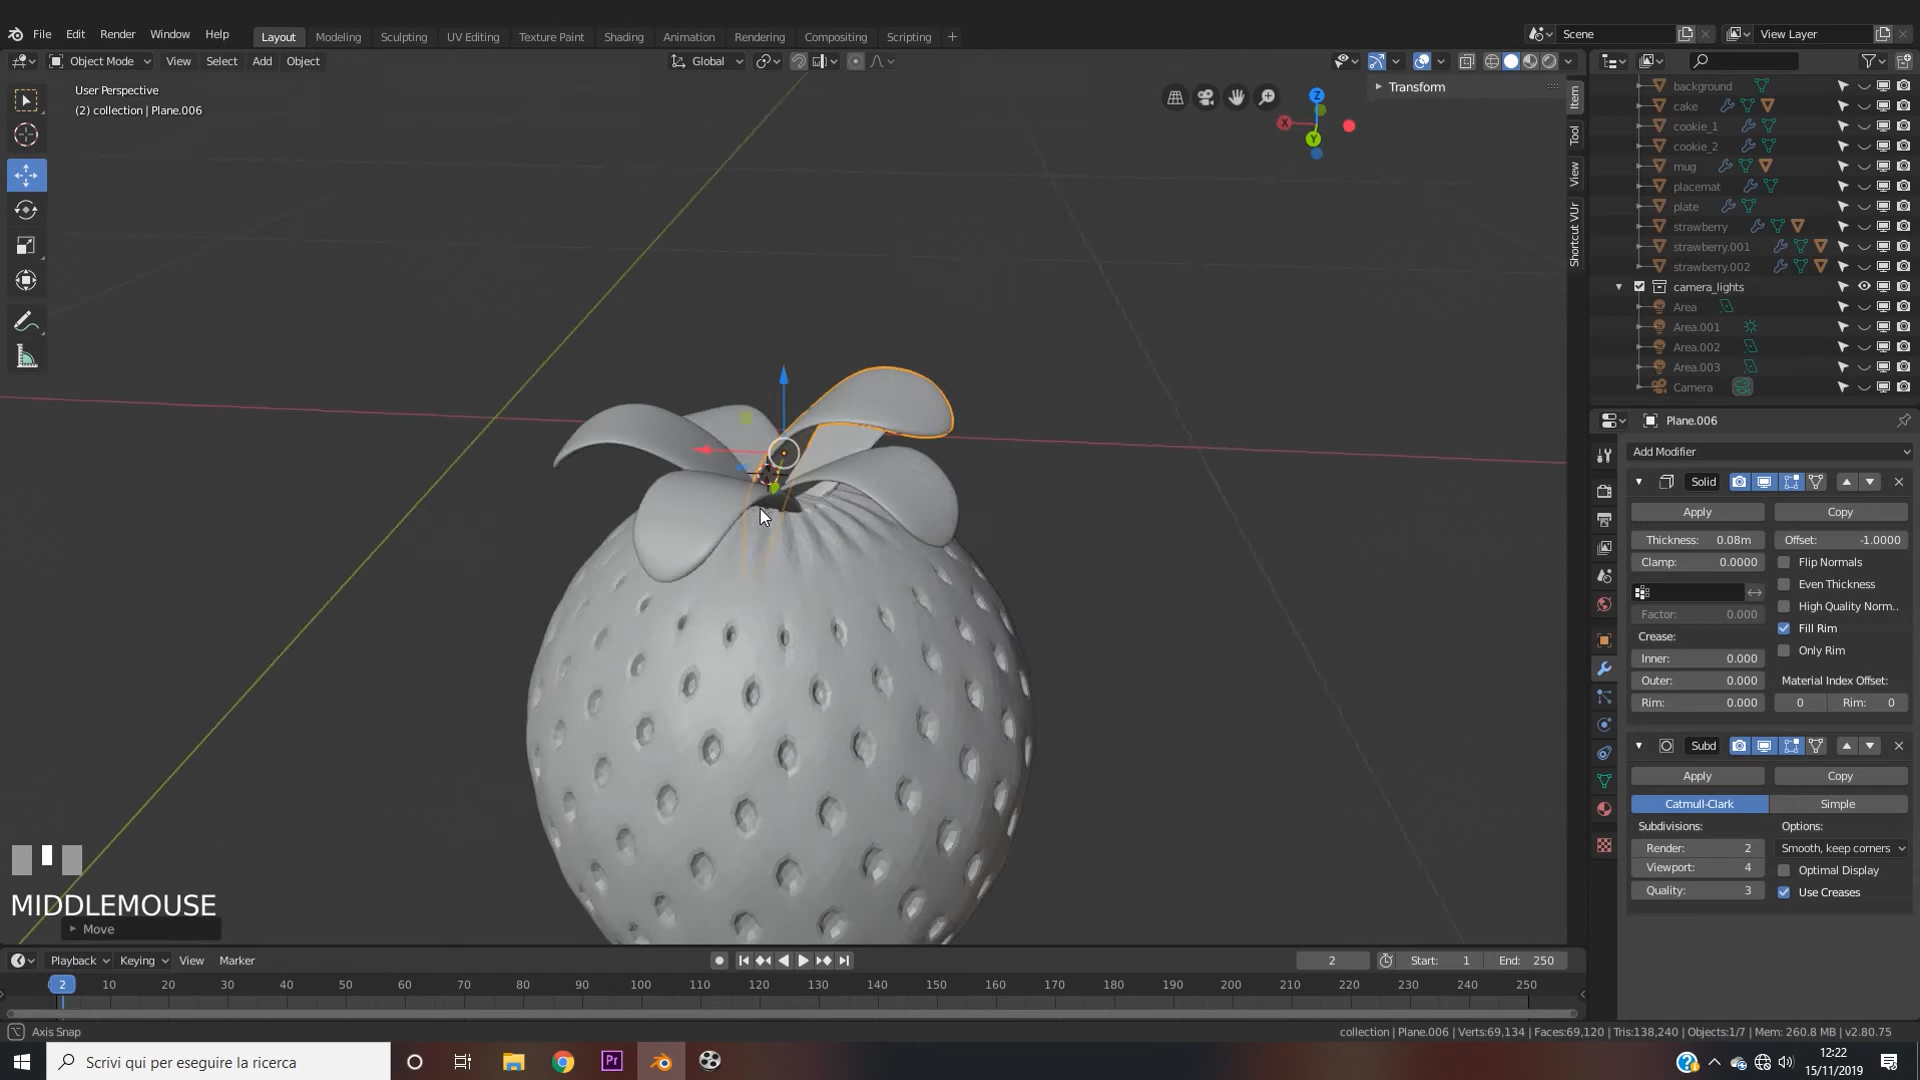 File Edit Render Window Help
Layout Modeling Sculpting UV Editing Texture Paint Shading Animation Rendering Compositing Scripting +
Scene
View Layer
Object Mode View Select Add Object
Global
User Perspective
(2) collection | Plane.006
Transform
Item
Tool
View
Shortcut VUr
Z
X
Y
background
cake
cookie_1
cookie_2
mug
placemat
plate
strawberry
strawberry.001
strawberry.002
camera_lights
Area
Area.001
Area.002
Area.003
Camera
Plane.006
Add Modifier
Solid
Apply Copy
Thickness: 0.08m Offset: -1.0000
Clamp: 0.0000 Flip Normals
Even Thickness
Factor: 0.000 High Quality Norm..
Crease: Fill Rim
Inner: 0.000 Only Rim
Outer: 0.000 Material Index Offset:
Rim: 0.000 0 Rim: 0
Subd
Apply Copy
Catmull-Clark Simple
Subdivisions: Options:
Render: 2 Smooth, keep corners
Viewport: 4 Optimal Display
Quality: 3 Use Creases
MIDDLEMOUSE
Move
Playback Keying View Marker
2 Start: 1 End: 250
2 10 20 30 40 50 60 70 80 90 100 110 120 130 140 150 160 170 180 190 200 210 220 230 240 250
Axis Snap
collection | Plane.006 | Verts:69,134 | Faces:69,120 | Tris:138,240 | Objects:1/7 | Mem: 260.8 MB | v2.80.75
Scrivi qui per eseguire la ricerca
Pr
12:22
15/11/2019